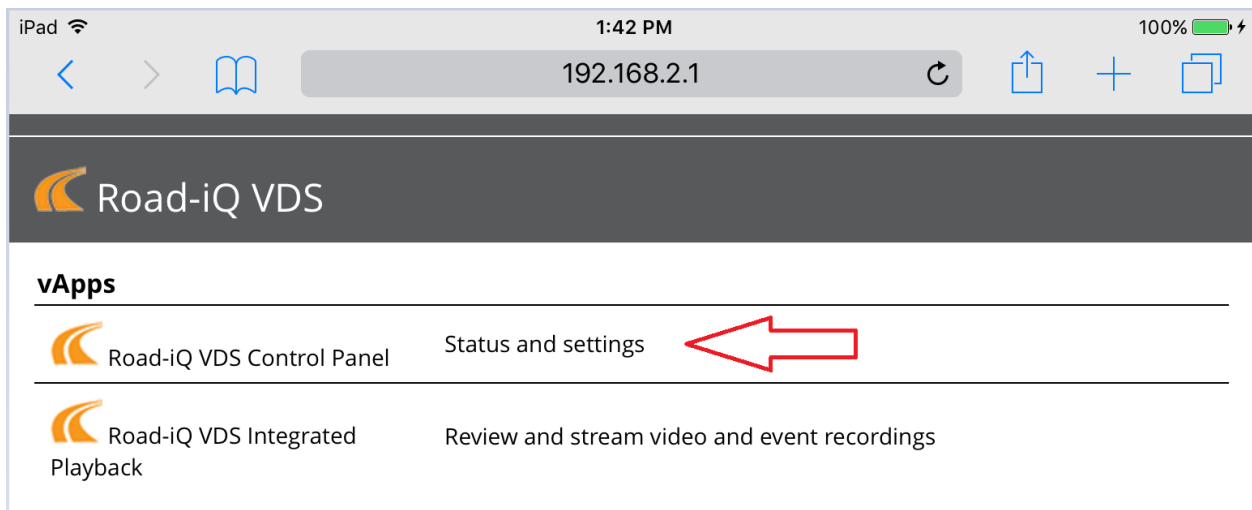 iPad 1:42 PM 100%
192.168.2.1
Road-iQ VDS
vApps
Road-iQ VDS Control Panel Status and settings
Road-iQ VDS Integrated Review and stream video and event recordings
Playback